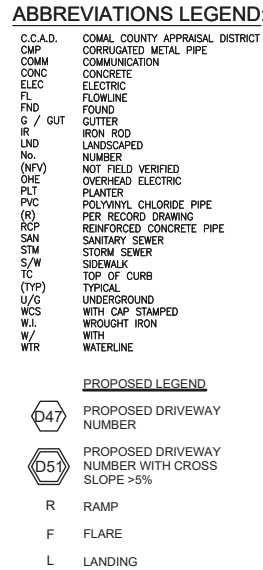 ABBREVIATIONS LEGEND:
C.C.A.D. COMAL COUNTY APPRAISAL DISTRICT
CMP CORRUGATED METAL PIPE
COMM COMMUNICATION
CONC CONCRETE
ELEC ELECTRIC
FL FLOWLINE
FND FOUND
G / GUT GUTTER
IR IRON ROD
LND LANDSCAPED
No. NUMBER
(NFV) NOT FIELD VERIFIED
OHE OVERHEAD ELECTRIC
PLT PLANTER
PVC POLYVINYL CHLORIDE PIPE
(R) PER RECORD DRAWING
RCP REINFORCED CONCRETE PIPE
SAN SANITARY SEWER
STM STORM SEWER
S/W SIDEWALK
TC TOP OF CURB
(TYP) TYPICAL
U/G UNDERGROUND
WCS WITH CAP STAMPED
W.I. WROUGHT IRON
W/ WITH
WTR WATERLINE
PROPOSED LEGEND
D47 PROPOSED DRIVEWAY
NUMBER
PROPOSED DRIVEWAY
D51 NUMBER WITH CROSS
SLOPE >5%
R RAMP
F FLARE
L LANDING